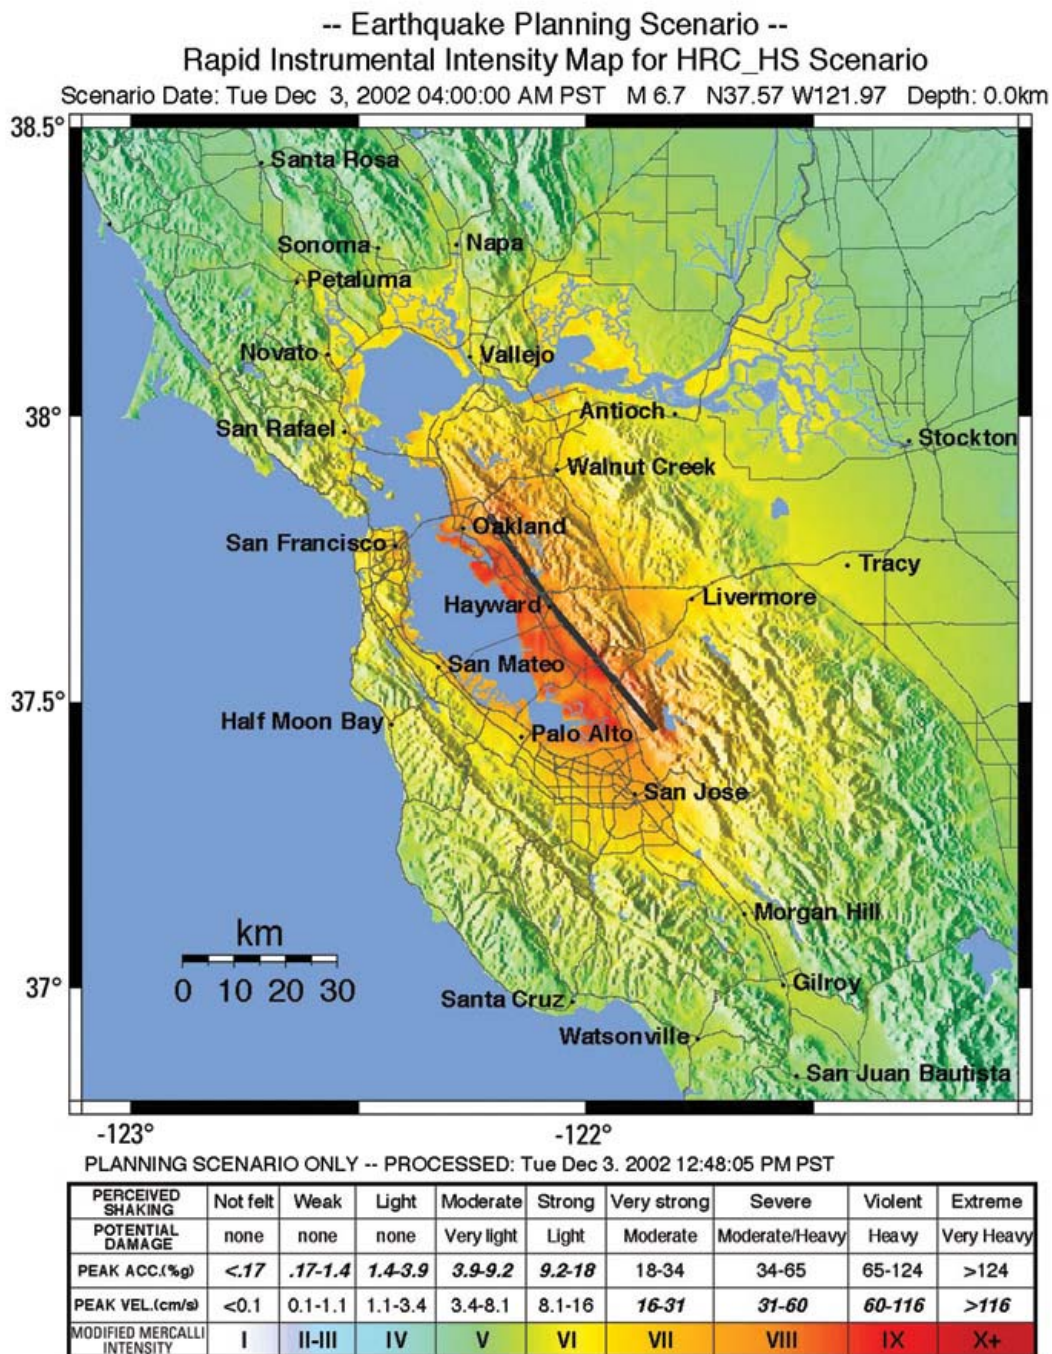 -- Earthquake Planning Scenario --
Rapid Instrumental Intensity Map for HRC_HS Scenario
Scenario Date: Tue Dec 3, 2002 04:00:00 AM PST M 6.7 N37.57 W121.97 Depth: 0.0km
38.5°
Santa Rosa
Sonoma
Napa
Petaluma
Novato
Vallejo
38°
Antioch
San Rafael
Stockton
Walnut Creek
Oakland
San Francisco
Tracy
Hayward
Livermore
San Mateo
37.5°
Half Moon Bay
Palo Alto
San Jose
Morgan Hill
km
0 10 20 30
37°
Gilroy
Santa Cruz
Watsonville
San Juan Bautista
-123° -122°
PLANNING SCENARIO ONLY -- PROCESSED: Tue Dec 3. 2002 12:48:05 PM PST
PERCEIVED SHAKING Not felt Weak Light Moderate Strong Very strong Severe Violent Extreme
POTENTIAL DAMAGE none none none Very light Light Moderate Moderate/Heavy Heavy Very Heavy
PEAK ACC.(%g) <.17 .17-1.4 1.4-3.9 3.9-9.2 9.2-18 18-34 34-65 65-124 >124
PEAK VEL.(cm/s) <0.1 0.1-1.1 1.1-3.4 3.4-8.1 8.1-16 16-31 31-60 60-116 >116
MODIFIED MERCALLI INTENSITY I II-III IV V VI VII VIII IX X+